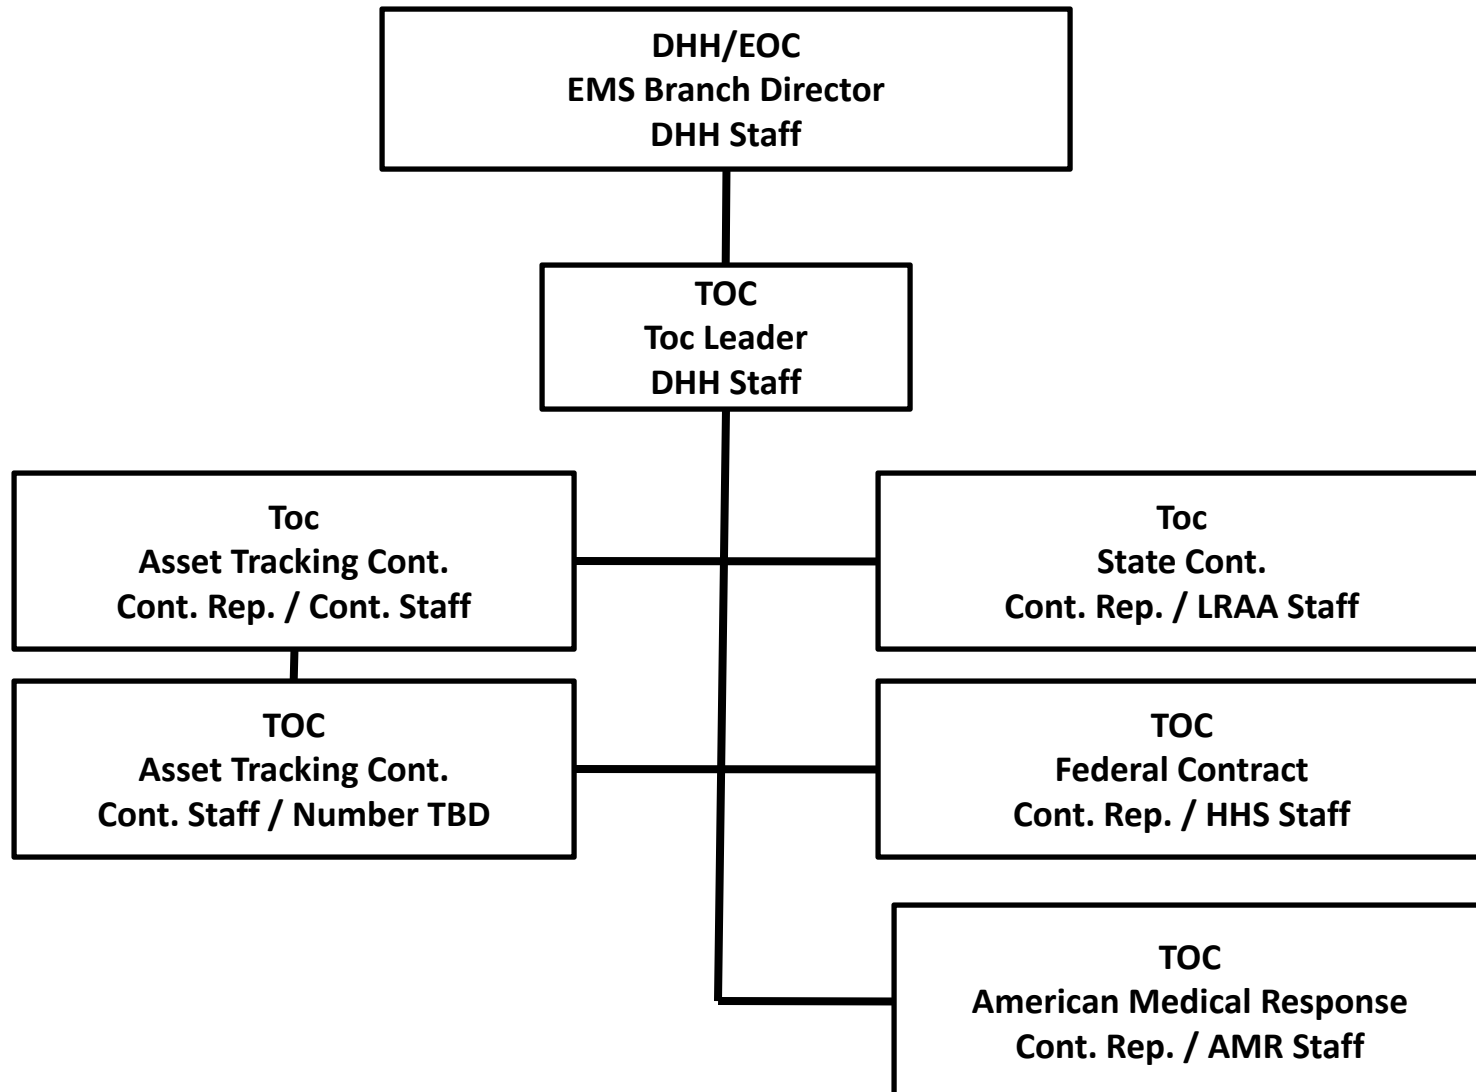 DHH/EOC
EMS Branch Director
DHH Staff
TOC
Toc Leader
DHH Staff
Toc
Asset Tracking Cont.
Cont. Rep. / Cont. Staff
Toc
State Cont.
Cont. Rep. / LRAA Staff
TOC
Asset Tracking Cont.
Cont. Staff / Number TBD
TOC
Federal Contract
Cont. Rep. / HHS Staff
TOC
American Medical Response
Cont. Rep. / AMR Staff